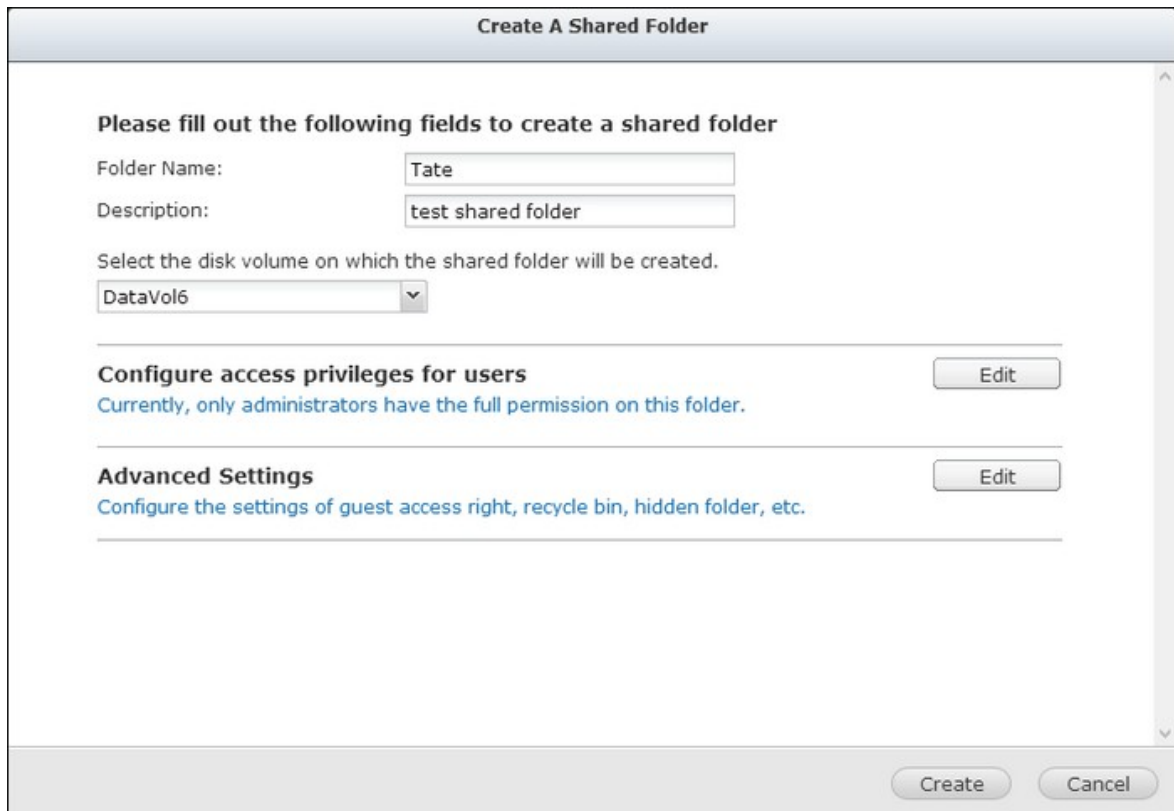 Create A Shared Folder
Please fill out the following fields to create a shared folder
Folder Name: Tate
Description: test shared folder
Select the disk volume on which the shared folder will be created.
DataVol6
Configure access privileges for users Edit
Currently, only administrators have the full permission on this folder.
Advanced Settings Edit
Configure the settings of guest access right, recycle bin, hidden folder, etc.
Create Cancel